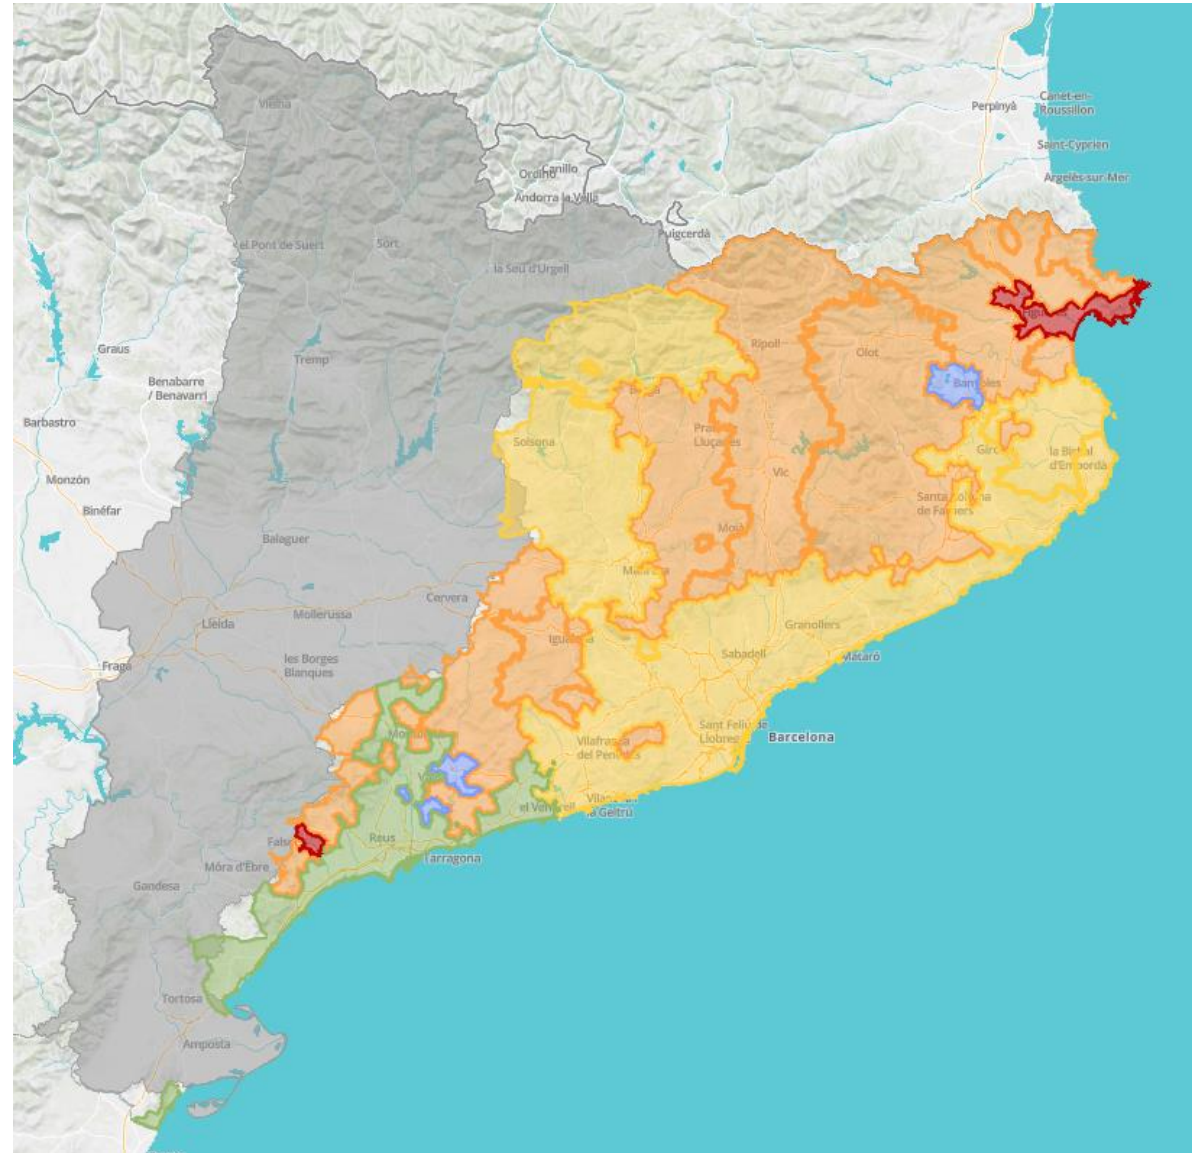 Vielha
Perpinyà
Canet-en-
Roussillon
Saint-Cyprien
Argelès-sur-Mer
Ordino
Canillo
Andorra la Vella
Puigcerdà
el Pont de Suert
Sort
la Seu d'Urgell
Graus
Tremp
Benabarre
/ Benavarri
Ripoll
Olot
Barbastro
Solsona
Vic
Monzón
la Bisbal
d'Empordà
Binéfar
Santa Coloma
de Farners
Moià
Balaguer
Cervera
Mollerussa
Lleida
Granollers
Sabadell
Mataró
Fraga
les Borges
Blanques
Sant Feliu de
Llobreg
Barcelona
Vilafranca
del Penedès
la Geltrú
el Vendrell
Reus
Tarragona
Móra d'Ebre
Gandesa
Tortosa
Amposta